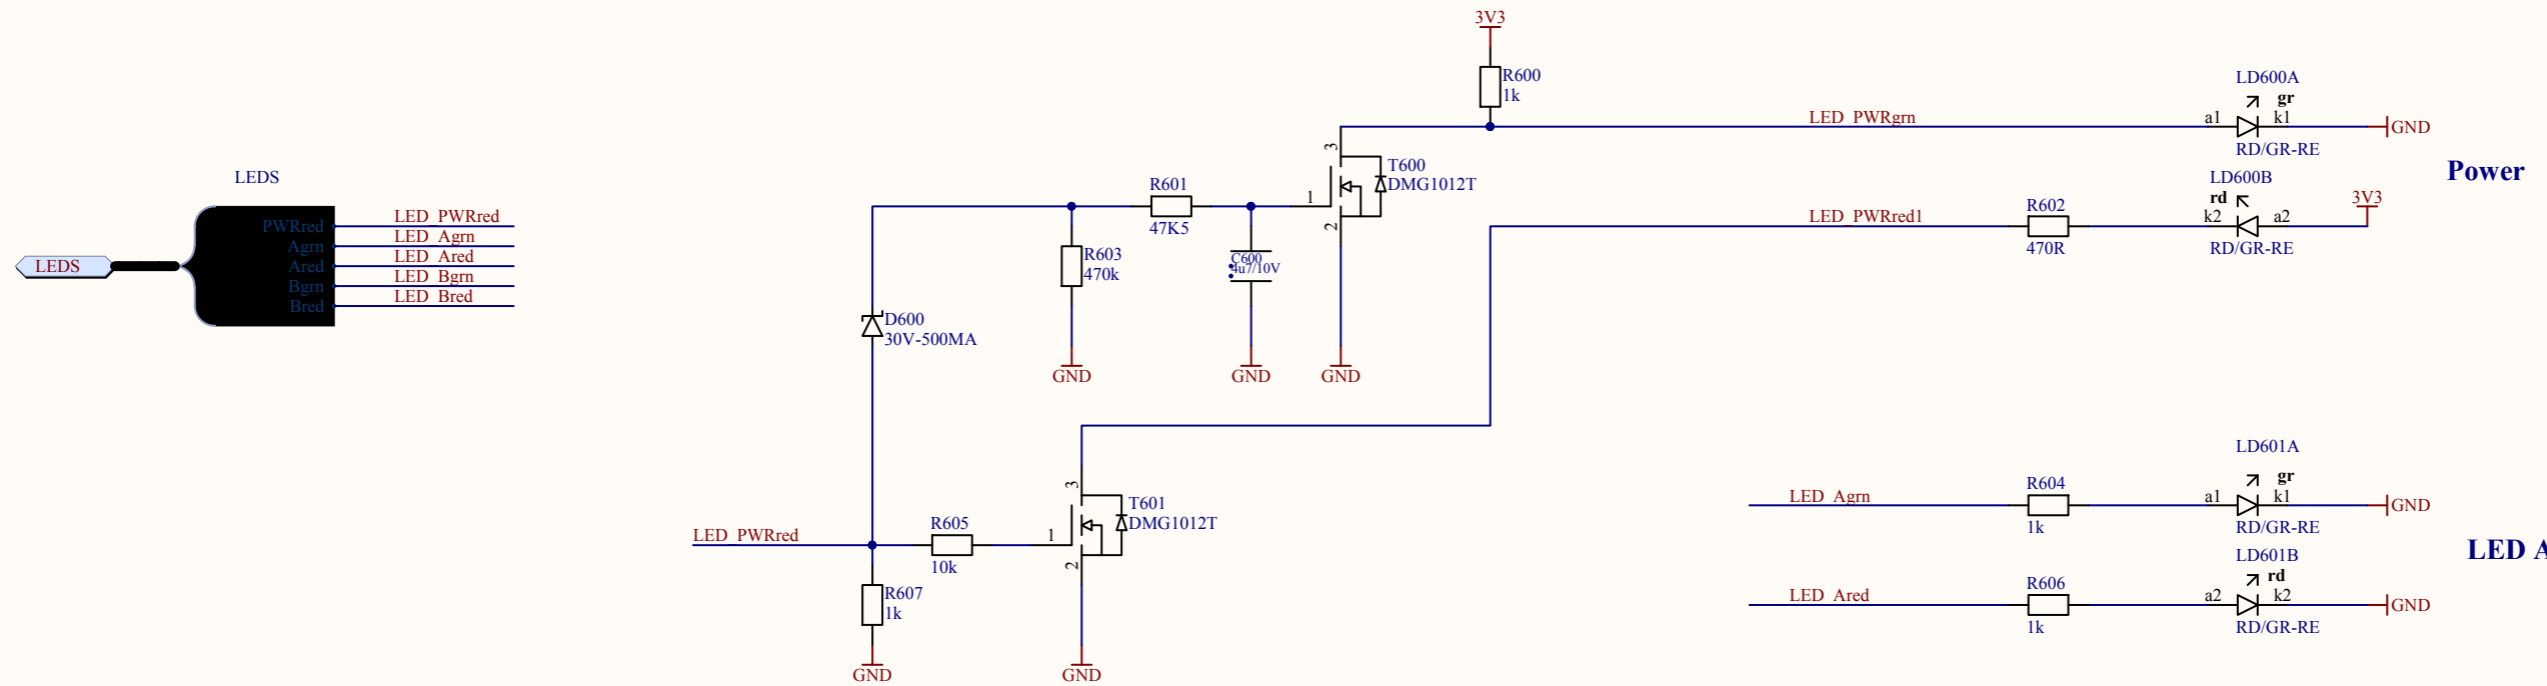 3V3
R600
1k
LED_PWRgrn
LD600A
gr
a1
k1
RD/GR-RE
GND
Power
LEDS
LEDS
PWRred
Agrn
Ared
Bgrn
Bred
LED_PWRred
LED_Agrn
LED_Ared
LED_Bgrn
LED_Bred
R601
47K5
1
3
2
T600
DMG1012T
LED_PWRred1
R602
470R
LD600B
rd
k2
a2
RD/GR-RE
3V3
R603
470k
C600
4u7/10V
GND
GND
GND
D600
30V-500MA
LED_PWRred
R605
10k
1
3
2
T601
DMG1012T
R607
1k
GND
GND
LED_Agrn
R604
1k
LD601A
gr
a1
k1
RD/GR-RE
GND
LED A
LED_Ared
R606
1k
LD601B
rd
a2
k2
RD/GR-RE
GND